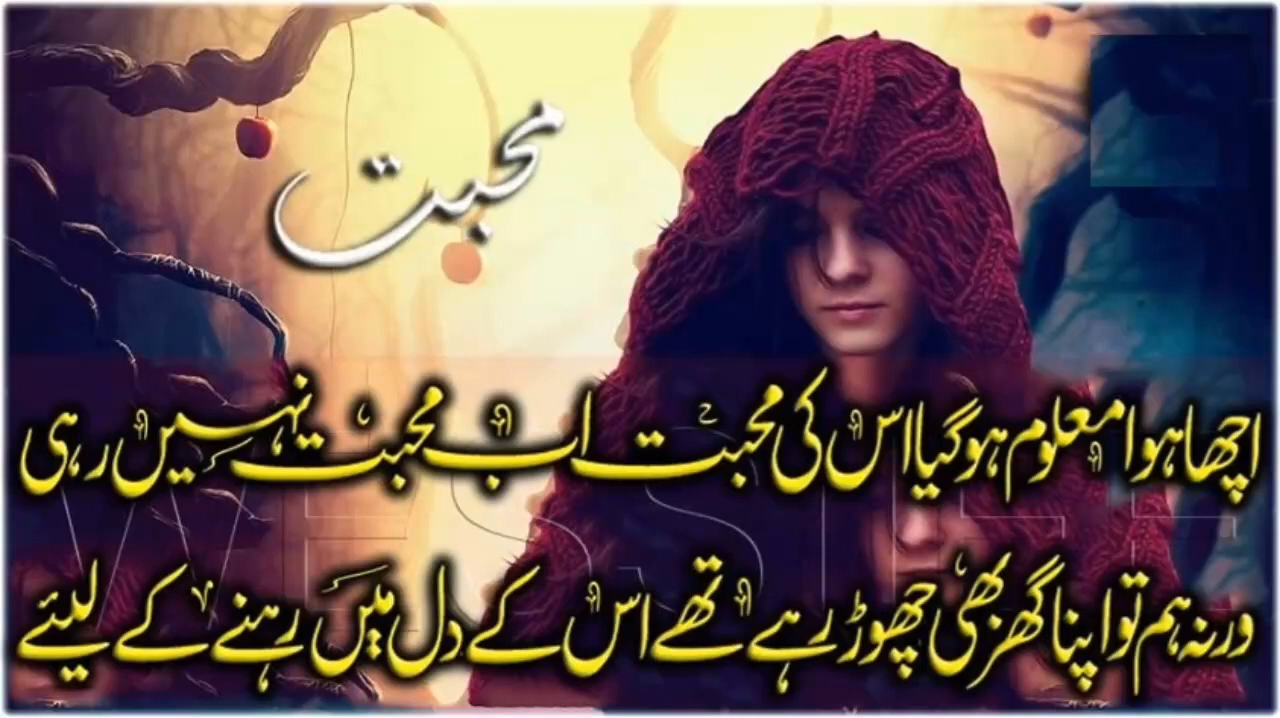 محبت
اچھا ہوا معلوم ہو گیا اس کی محبت اب محبت نہیں رہی
ورنہ ہم تو اپنا گھر بھی چھوڑ رہے تھے اس کے دل میں رہنے کے لیئے